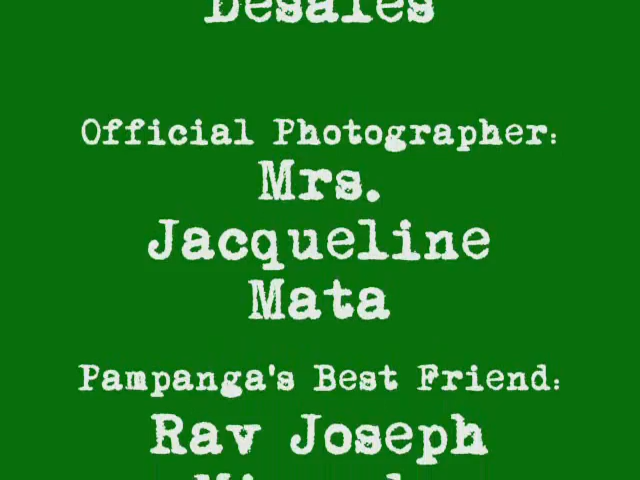 Desales
Official Photographer:
Mrs.
Jacqueline
Mata
Pampanga's Best Friend:
Rav Joseph